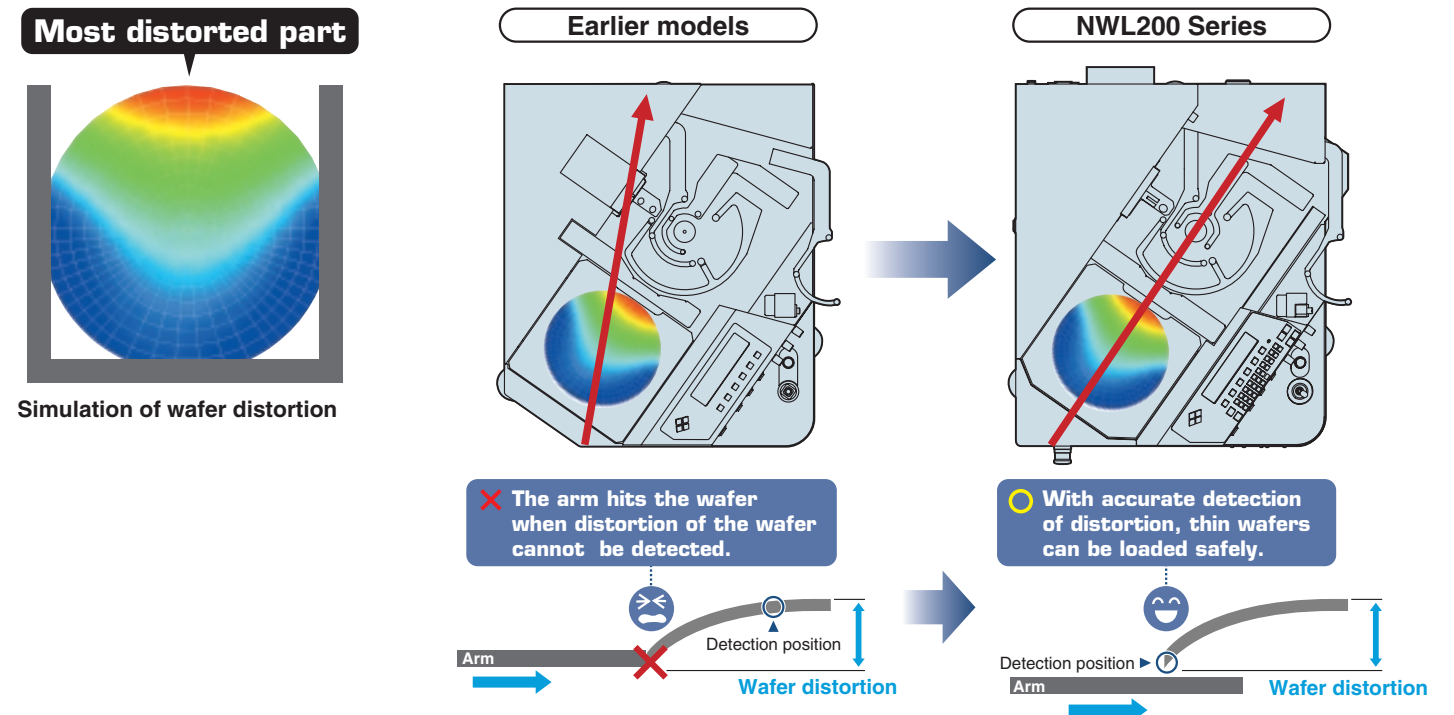 Most distorted part
Simulation of wafer distortion
Earlier models
NWL200 Series
The arm hits the wafer
when distortion of the wafer
cannot be detected.
Detection position
Arm
Wafer distortion
With accurate detection
of distortion, thin wafers
can be loaded safely.
Detection position
Arm
Wafer distortion